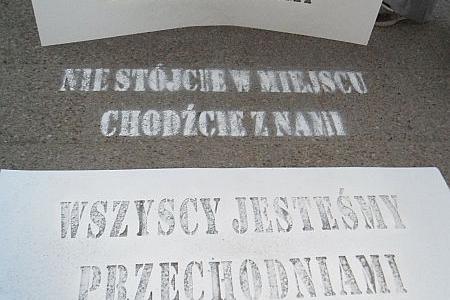 NIE STÓJCIE W MIEJSCU
CHODŹCIE Z NAMI
WSZYSCY JESTEŚMY
PRZECHODNIAMI